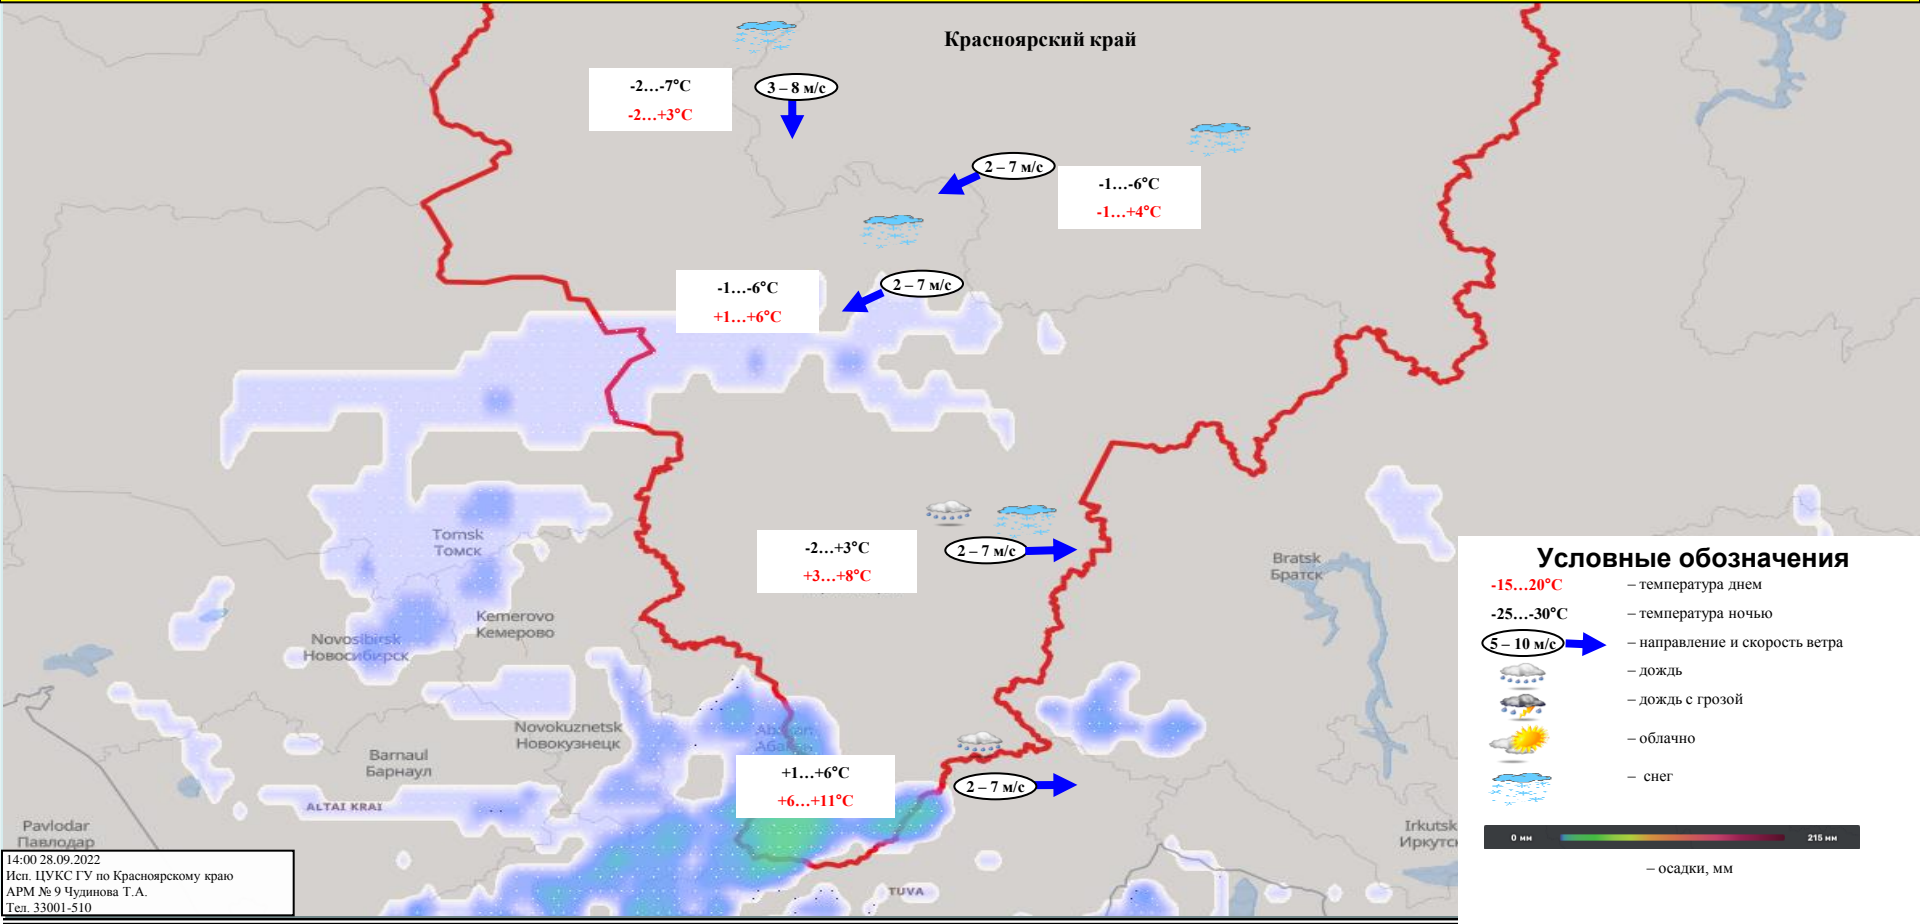 Красноярский край
-2…-7°С
-2…+3°С
3 – 8 м/с
2 – 7 м/с
-1…-6°С
-1…+4°С
-1…-6°С
+1…+6°С
2 – 7 м/с
-2…+3°С
+3…+8°С
2 – 7 м/с
+1…+6°С
+6…+11°С
2 – 7 м/с
Tomsk
Томск
Kemerovo
Кемерово
Novosibirsk
Новосибирск
Novokuznetsk
Новокузнецк
Barnaul
Барнаул
ALTAI KRAI
Pavlodar
Павлодар
Abakan
Абакан
TUVA
Bratsk
Братск
Irkutsk
Иркутс
Условные обозначения
-15…20°С – температура днем
-25…-30°С – температура ночью
5 – 10 м/с – направление и скорость ветра
– дождь
– дождь с грозой
– облачно
– снег
0 мм 215 мм
– осадки, мм
14:00 28.09.2022
Исп. ЦУКС ГУ по Красноярскому краю
АРМ № 9 Чудинова Т.А.
Тел. 33001-510